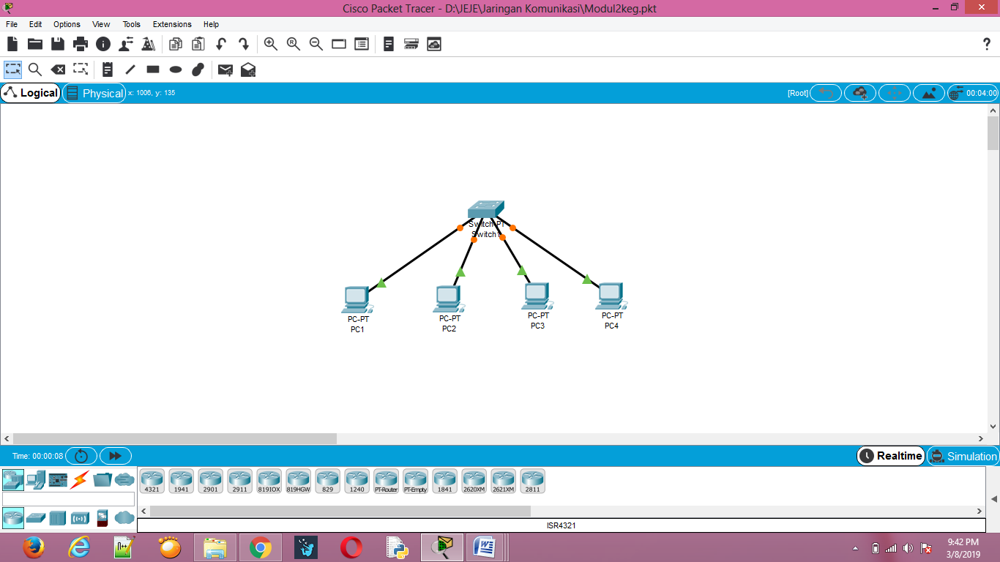 Cisco Packet Tracer - D:\JEJE\Jaringan Komunikasi\Modul2keg.pkt
File Edit Options View Tools Extensions Help
Logical Physical x: 1006, y: 135 [Root] 00:04:00
Switch-PT
Switch1
PC-PT
PC1
PC-PT
PC2
PC-PT
PC3
PC-PT
PC4
Time: 00:00:08 Realtime Simulation
4321 1941 2901 2911 819IOX 819HGW 829 1240 PT-Router PT-Empty 1841 2620XM 2621XM 2811
ISR4321
9:42 PM
3/8/2019